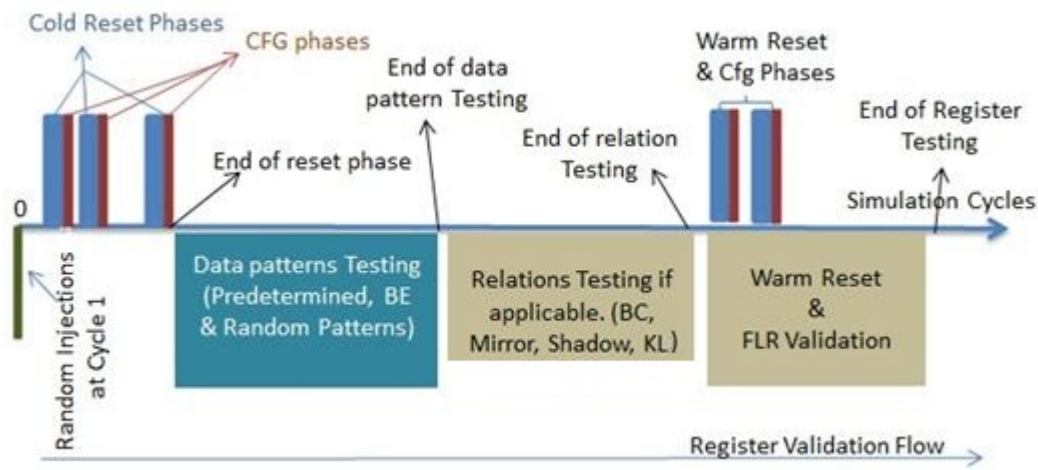 Cold Reset Phases
CFG phases
End of data
pattern Testing
Warm Reset
& Cfg Phases
End of reset phase
End of relation
Testing
End of Register
Testing
0
Simulation Cycles
Random Injections
at Cycle 1
Data patterns Testing
(Predetermined, BE
& Random Patterns)
Relations Testing if
applicable. (BC,
Mirror, Shadow, KL)
Warm Reset
&
FLR Validation
Register Validation Flow